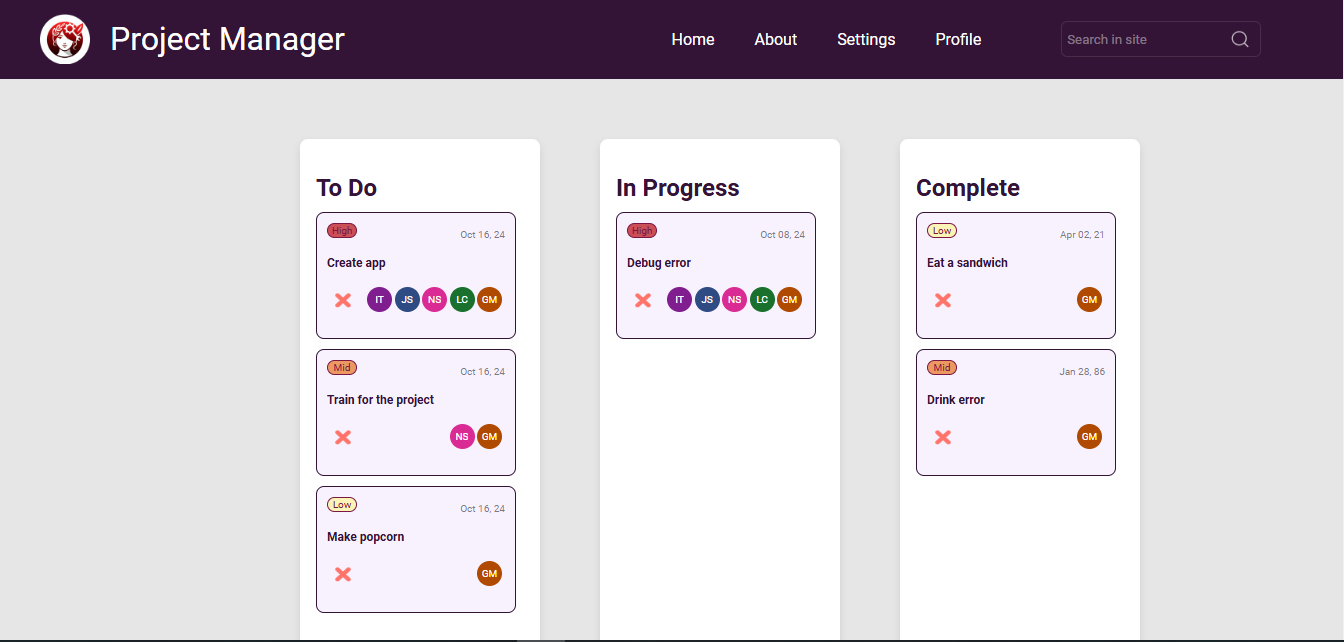 Project Manager
Home About Settings Profile
Search in site
To Do
High
Oct 16, 24
Create app
IT JS NS LC GM
Mid
Oct 16, 24
Train for the project
NS GM
Low
Oct 16, 24
Make popcorn
GM
In Progress
High
Oct 08, 24
Debug error
IT JS NS LC GM
Complete
Low
Apr 02, 21
Eat a sandwich
GM
Mid
Jan 28, 86
Drink error
GM